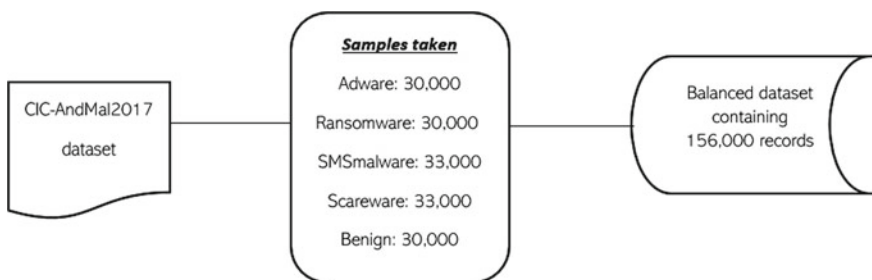 CIC-AndMal2017
dataset
Samples taken
Adware: 30,000
Ransomware: 30,000
SMSmalware: 33,000
Scareware: 33,000
Benign: 30,000
Balanced dataset
containing
156,000 records